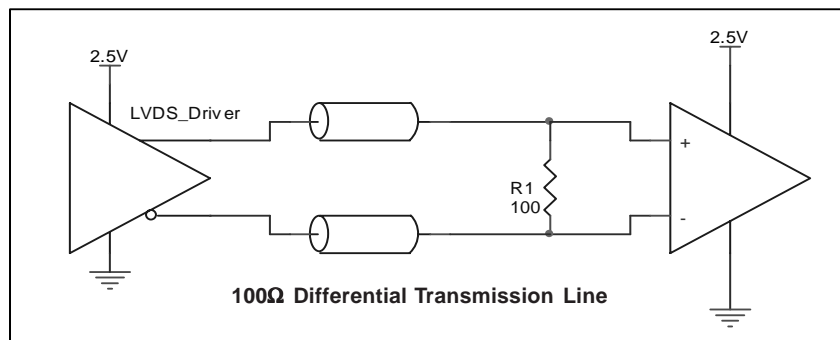 2.5V
2.5V
LVDS_Driver
+
R1
100
-
100Ω Differential Transmission Line